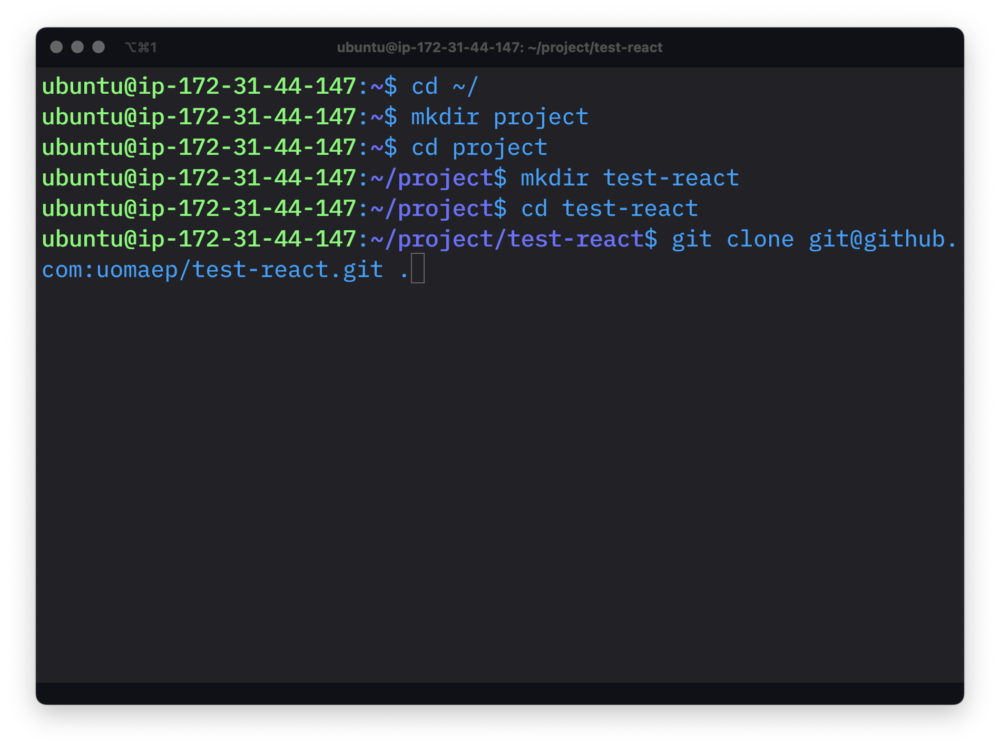 ⌥⌘1
ubuntu@ip-172-31-44-147: ~/project/test-react
ubuntu@ip-172-31-44-147:~$ cd ~/
ubuntu@ip-172-31-44-147:~$ mkdir project
ubuntu@ip-172-31-44-147:~$ cd project
ubuntu@ip-172-31-44-147:~/project$ mkdir test-react
ubuntu@ip-172-31-44-147:~/project$ cd test-react
ubuntu@ip-172-31-44-147:~/project/test-react$ git clone git@github.
com:uomaep/test-react.git .